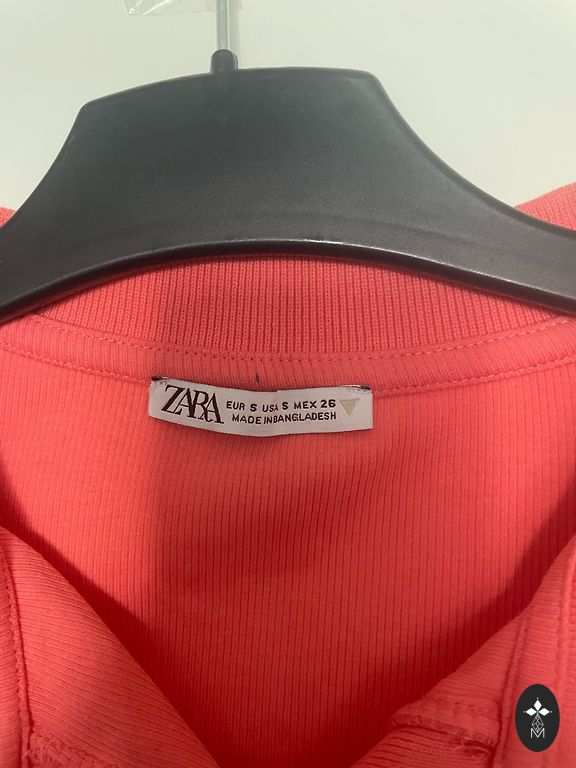 ZARA
EUR S USA S MEX 26
MADE IN BANGLADESH
M